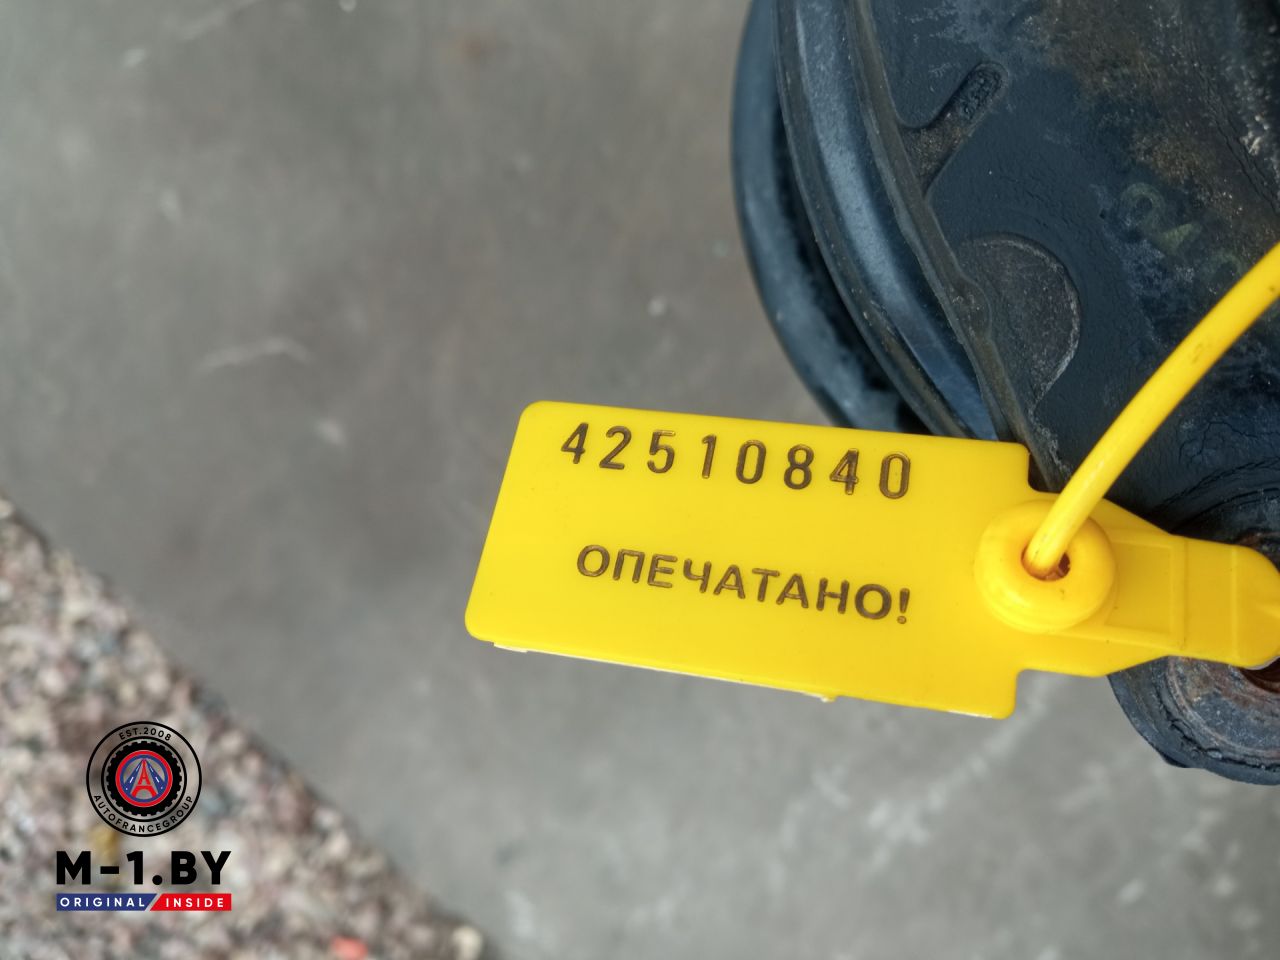 42510840
ОПЕЧАТАНО!
EST.2008
AUTOFRANCEGROUP
M-1.BY
ORIGINAL INSIDE